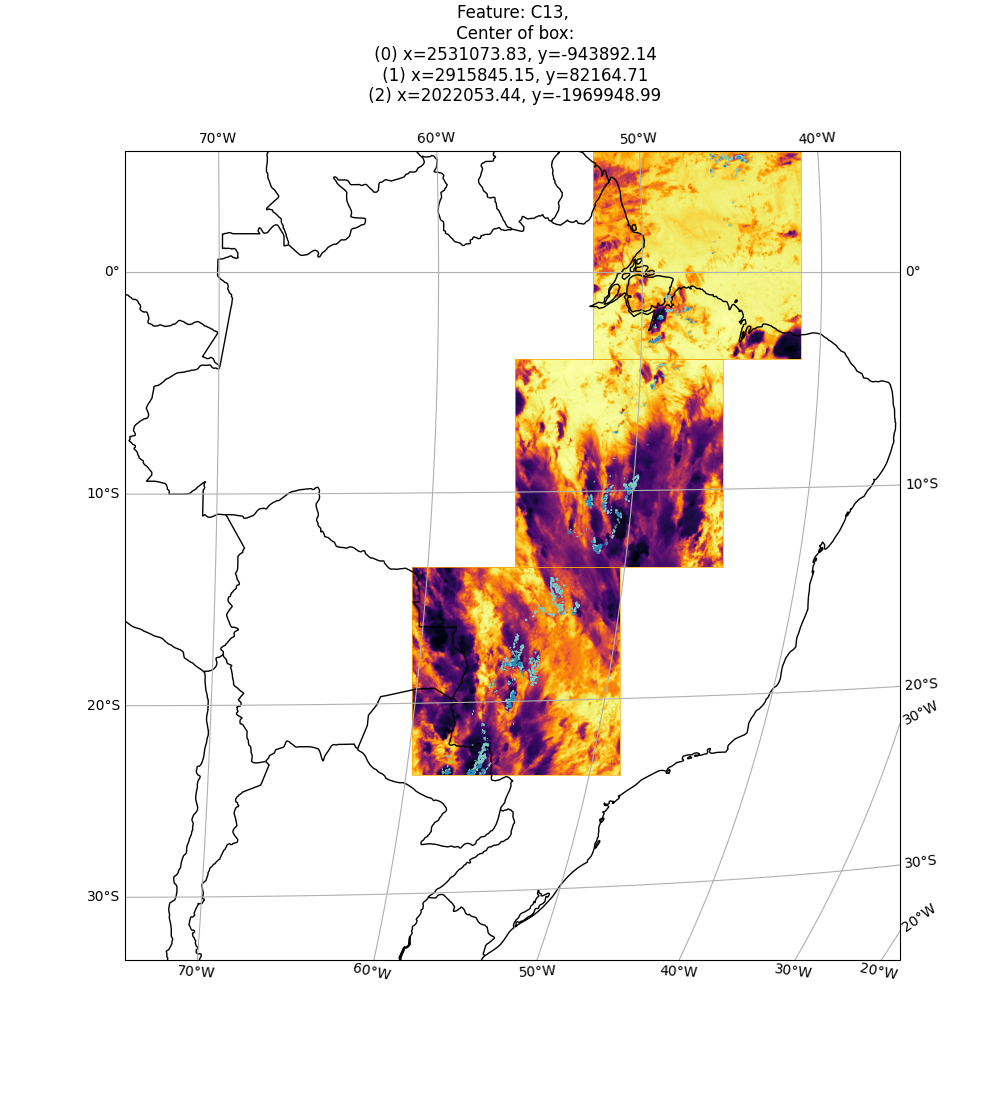 Feature: C13,
Center of box:
(0) x=2531073.83, y=-943892.14
(1) x=2915845.15, y=82164.71
(2) x=2022053.44, y=-1969948.99
70°W 60°W 50°W 40°W
0° 0°
10°S 10°S
20°S 20°S
30°W
30°S 30°S
20°W
70°W 60°W 50°W 40°W 30°W 20°W